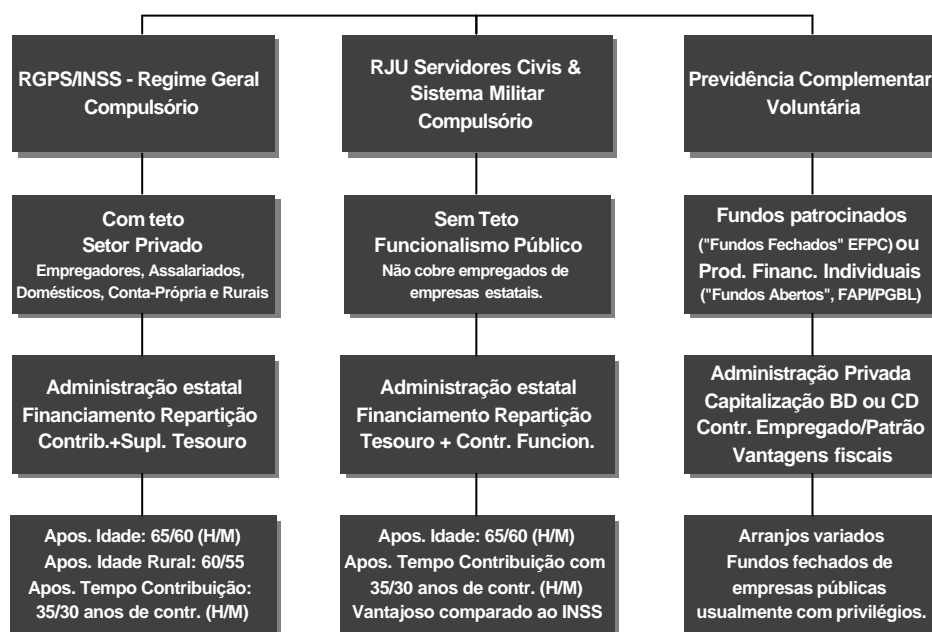 RGPS/INSS - Regime Geral
Compulsório
RJU Servidores Civis &
Sistema Militar
Compulsório
Previdência Complementar
Voluntária
Com teto
Setor Privado
Empregadores, Assalariados,
Domésticos, Conta-Própria e Rurais
Sem Teto
Funcionalismo Público
Não cobre empregados de
empresas estatais.
Fundos patrocinados
("Fundos Fechados" EFPC) ou
Prod. Financ. Individuais
("Fundos Abertos", FAPI/PGBL)
Administração estatal
Financiamento Repartição
Contrib.+Supl. Tesouro
Administração estatal
Financiamento Repartição
Tesouro + Contr. Funcion.
Administração Privada
Capitalização BD ou CD
Contr. Empregado/Patrão
Vantagens fiscais
Apos. Idade: 65/60 (H/M)
Apos. Idade Rural: 60/55
Apos. Tempo Contribuição:
35/30 anos de contr. (H/M)
Apos. Idade: 65/60 (H/M)
Apos. Tempo Contribuição com
35/30 anos de contr. (H/M)
Vantajoso comparado ao INSS
Arranjos variados
Fundos fechados de
empresas públicas
usualmente com privilégios.